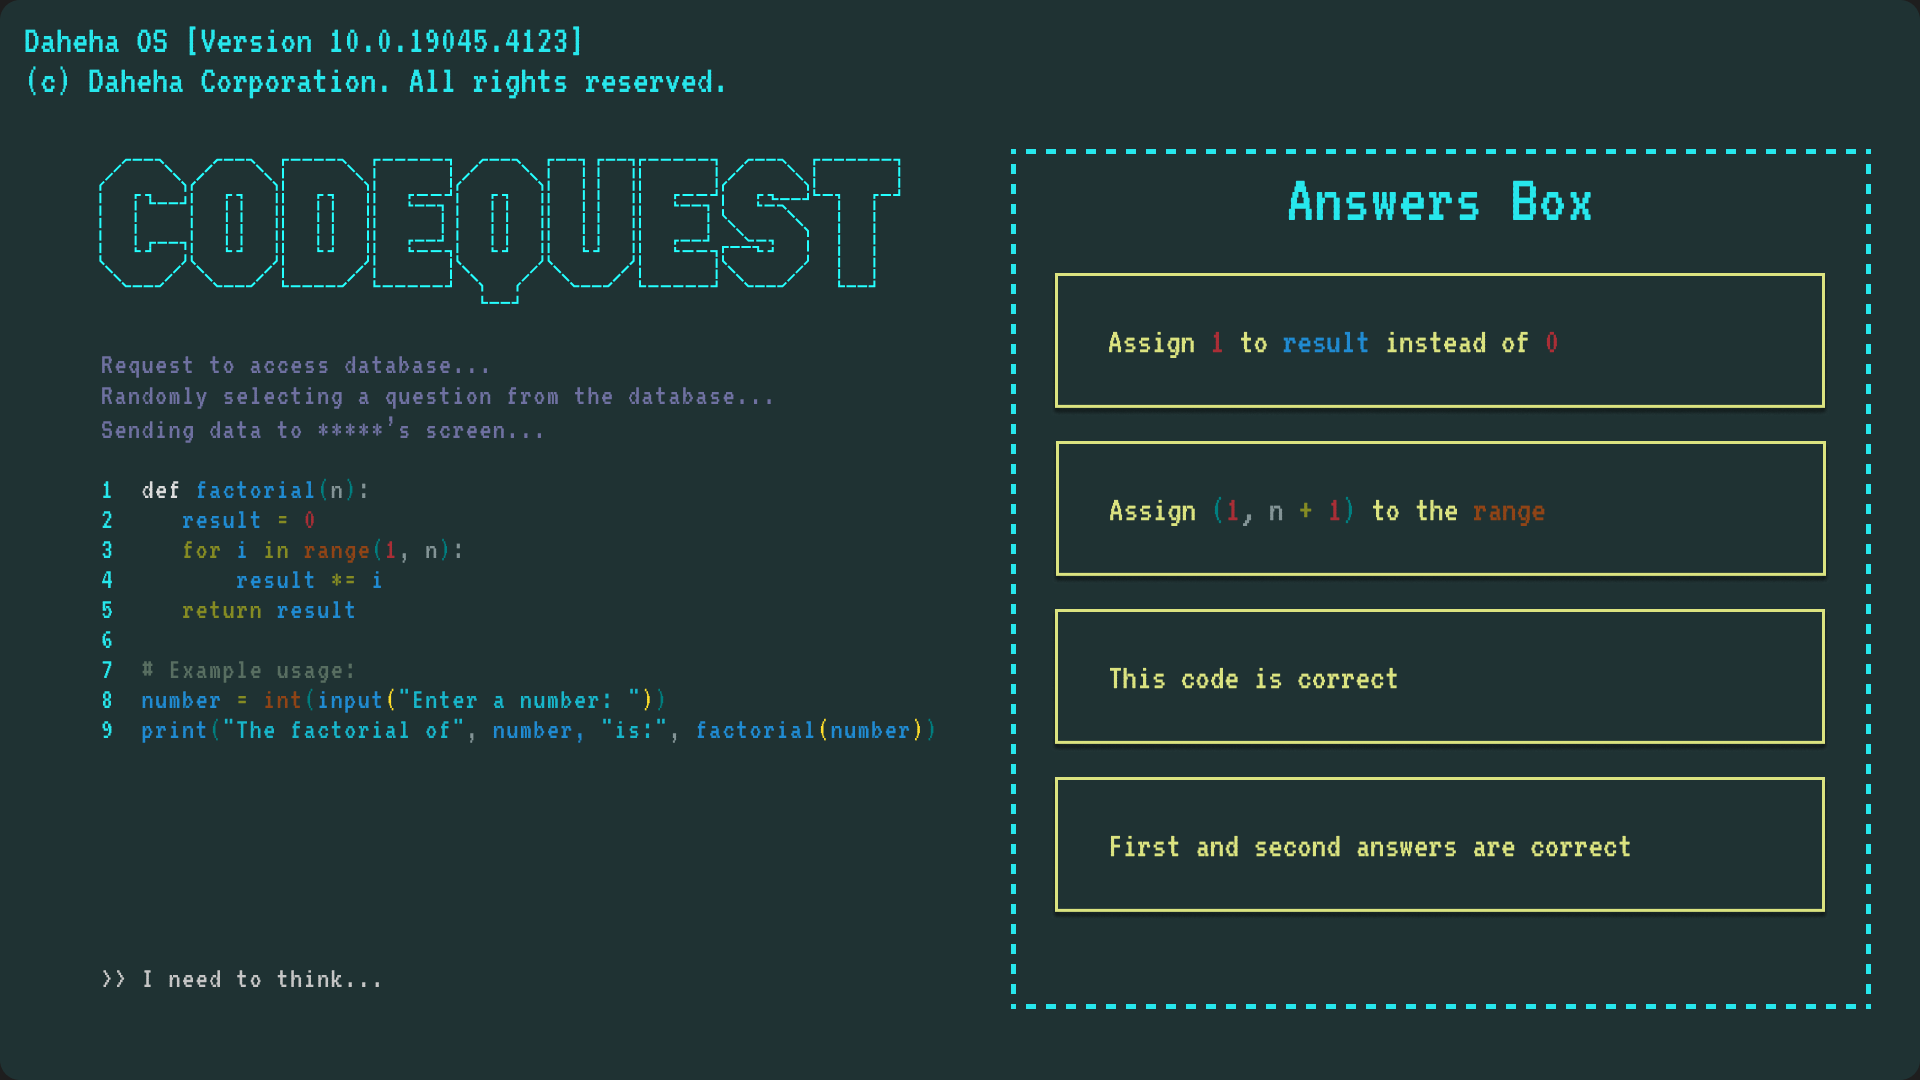 Daheha OS [Version 10.0.19045.4123]
(c) Daheha Corporation. All rights reserved.
CODEQUEST
Request to access database...
Randomly selecting a question from the database...
Sending data to *****'s screen...
1 def factorial(n):
2 result = 0
3 for i in range(1, n):
4 result *= i
5 return result
6
7 # Example usage:
8 number = int(input("Enter a number: "))
9 print("The factorial of", number, "is:", factorial(number))
>> I need to think...
Answers Box
Assign 1 to result instead of 0
Assign (1, n + 1) to the range
This code is correct
First and second answers are correct